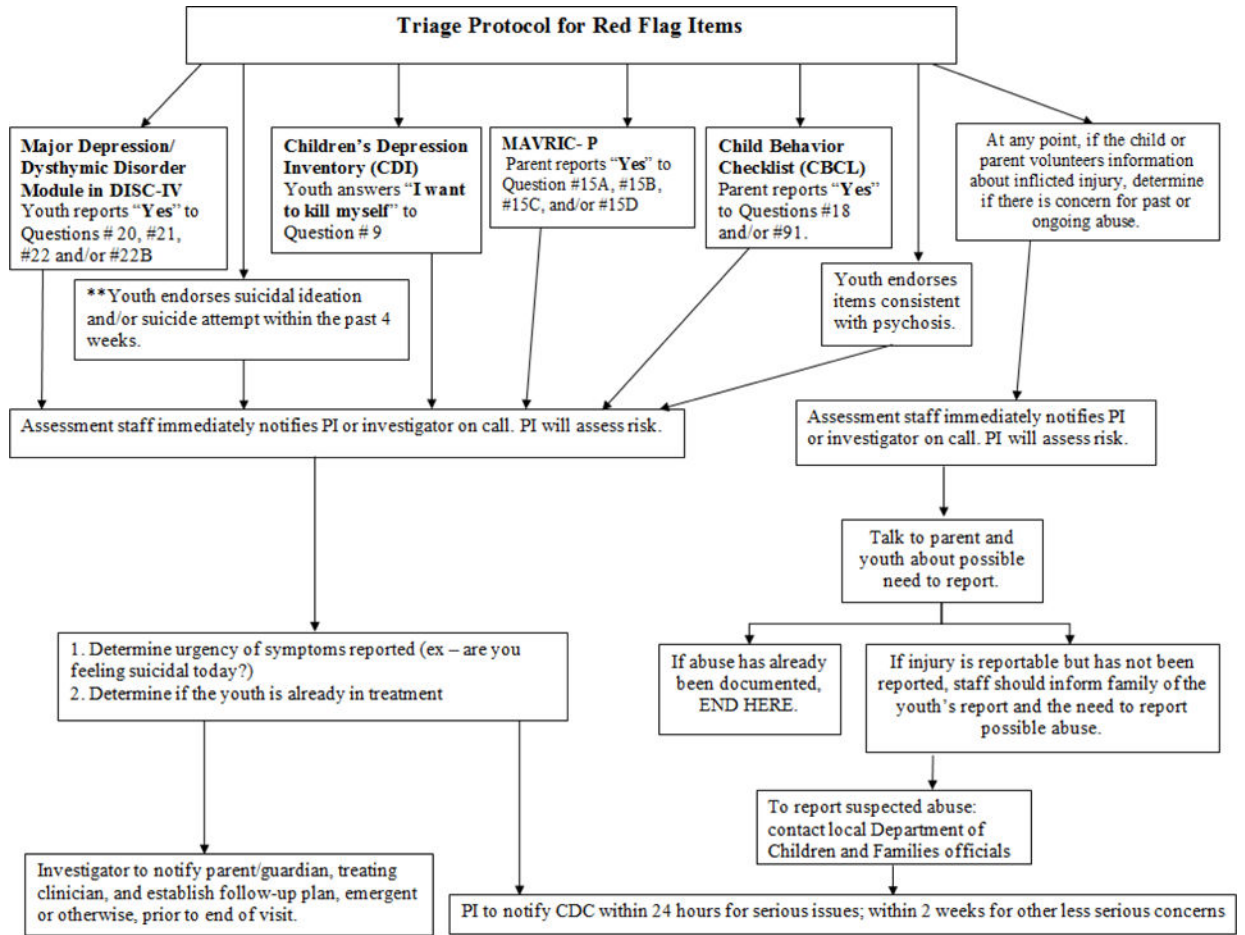 Triage Protocol for Red Flag Items
Major Depression/
Dysthymic Disorder
Module in DISC-IV
Youth reports “Yes” to
Questions # 20, #21,
#22 and/or #22B
Children’s Depression
Inventory (CDI)
Youth answers “I want
to kill myself” to
Question # 9
MAVRIC- P
Parent reports “Yes” to
Question #15A, #15B,
#15C, and/or #15D
Child Behavior
Checklist (CBCL)
Parent reports “Yes”
to Questions #18
and/or #91.
At any point, if the child or
parent volunteers information
about inflicted injury, determine
if there is concern for past or
ongoing abuse.
**Youth endorses suicidal ideation
and/or suicide attempt within the past 4
weeks.
Youth endorses
items consistent
with psychosis.
Assessment staff immediately notifies PI or investigator on call. PI will assess risk.
Assessment staff immediately notifies PI
or investigator on call. PI will assess risk.
Talk to parent and
youth about possible
need to report.
1. Determine urgency of symptoms reported (ex – are you
feeling suicidal today?)
2. Determine if the youth is already in treatment
If abuse has already
been documented,
END HERE.
If injury is reportable but has not been
reported, staff should inform family of the
youth’s report and the need to report
possible abuse.
To report suspected abuse:
contact local Department of
Children and Families officials
Investigator to notify parent/guardian, treating
clinician, and establish follow-up plan, emergent
or otherwise, prior to end of visit.
PI to notify CDC within 24 hours for serious issues; within 2 weeks for other less serious concerns